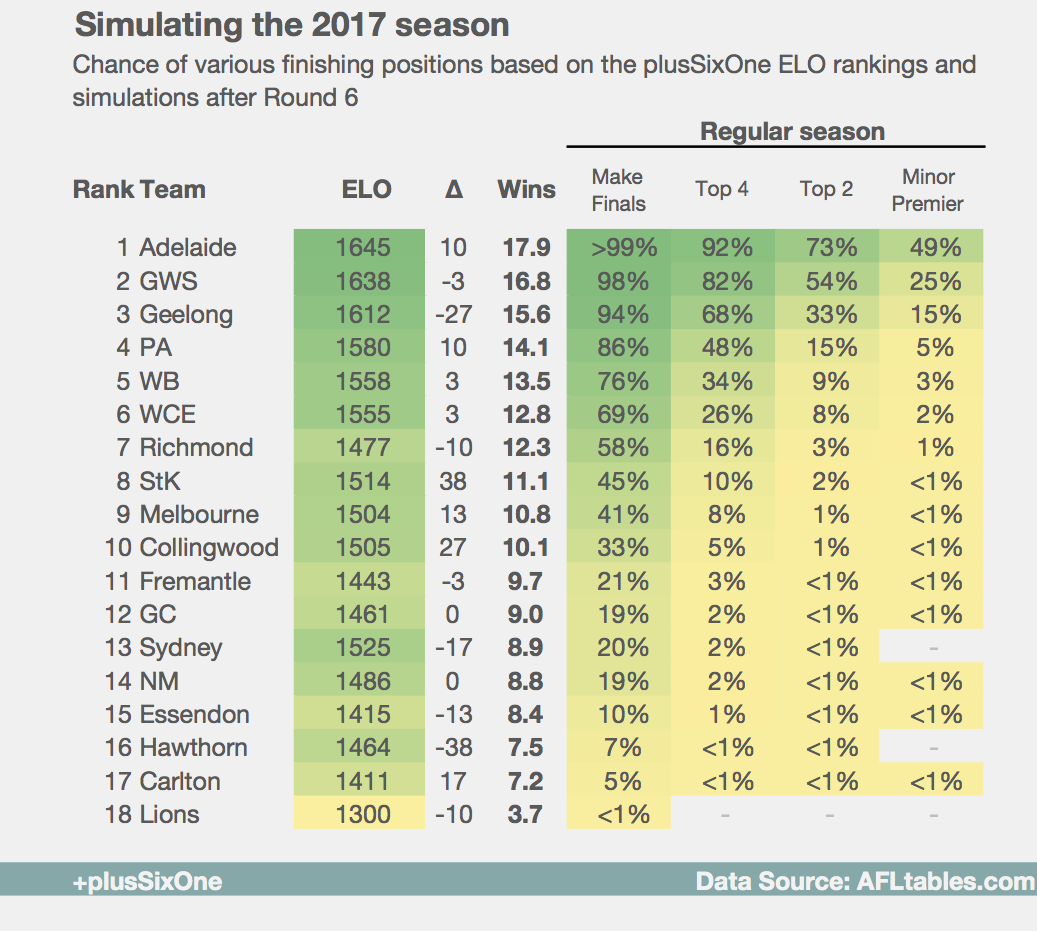 Simulating the 2017 season
Chance of various finishing positions based on the plusSixOne ELO rankings and
simulations after Round 6
Regular season
Rank Team ELO Δ Wins Make Finals Top 4 Top 2 Minor Premier
1 Adelaide 1645 10 17.9 >99% 92% 73% 49%
2 GWS 1638 -3 16.8 98% 82% 54% 25%
3 Geelong 1612 -27 15.6 94% 68% 33% 15%
4 PA 1580 10 14.1 86% 48% 15% 5%
5 WB 1558 3 13.5 76% 34% 9% 3%
6 WCE 1555 3 12.8 69% 26% 8% 2%
7 Richmond 1477 -10 12.3 58% 16% 3% 1%
8 StK 1514 38 11.1 45% 10% 2% <1%
9 Melbourne 1504 13 10.8 41% 8% 1% <1%
10 Collingwood 1505 27 10.1 33% 5% 1% <1%
11 Fremantle 1443 -3 9.7 21% 3% <1% <1%
12 GC 1461 0 9.0 19% 2% <1% <1%
13 Sydney 1525 -17 8.9 20% 2% <1% -
14 NM 1486 0 8.8 19% 2% <1% <1%
15 Essendon 1415 -13 8.4 10% 1% <1% <1%
16 Hawthorn 1464 -38 7.5 7% <1% <1% -
17 Carlton 1411 17 7.2 5% <1% <1% <1%
18 Lions 1300 -10 3.7 <1% - - -
+plusSixOne Data Source: AFLtables.com